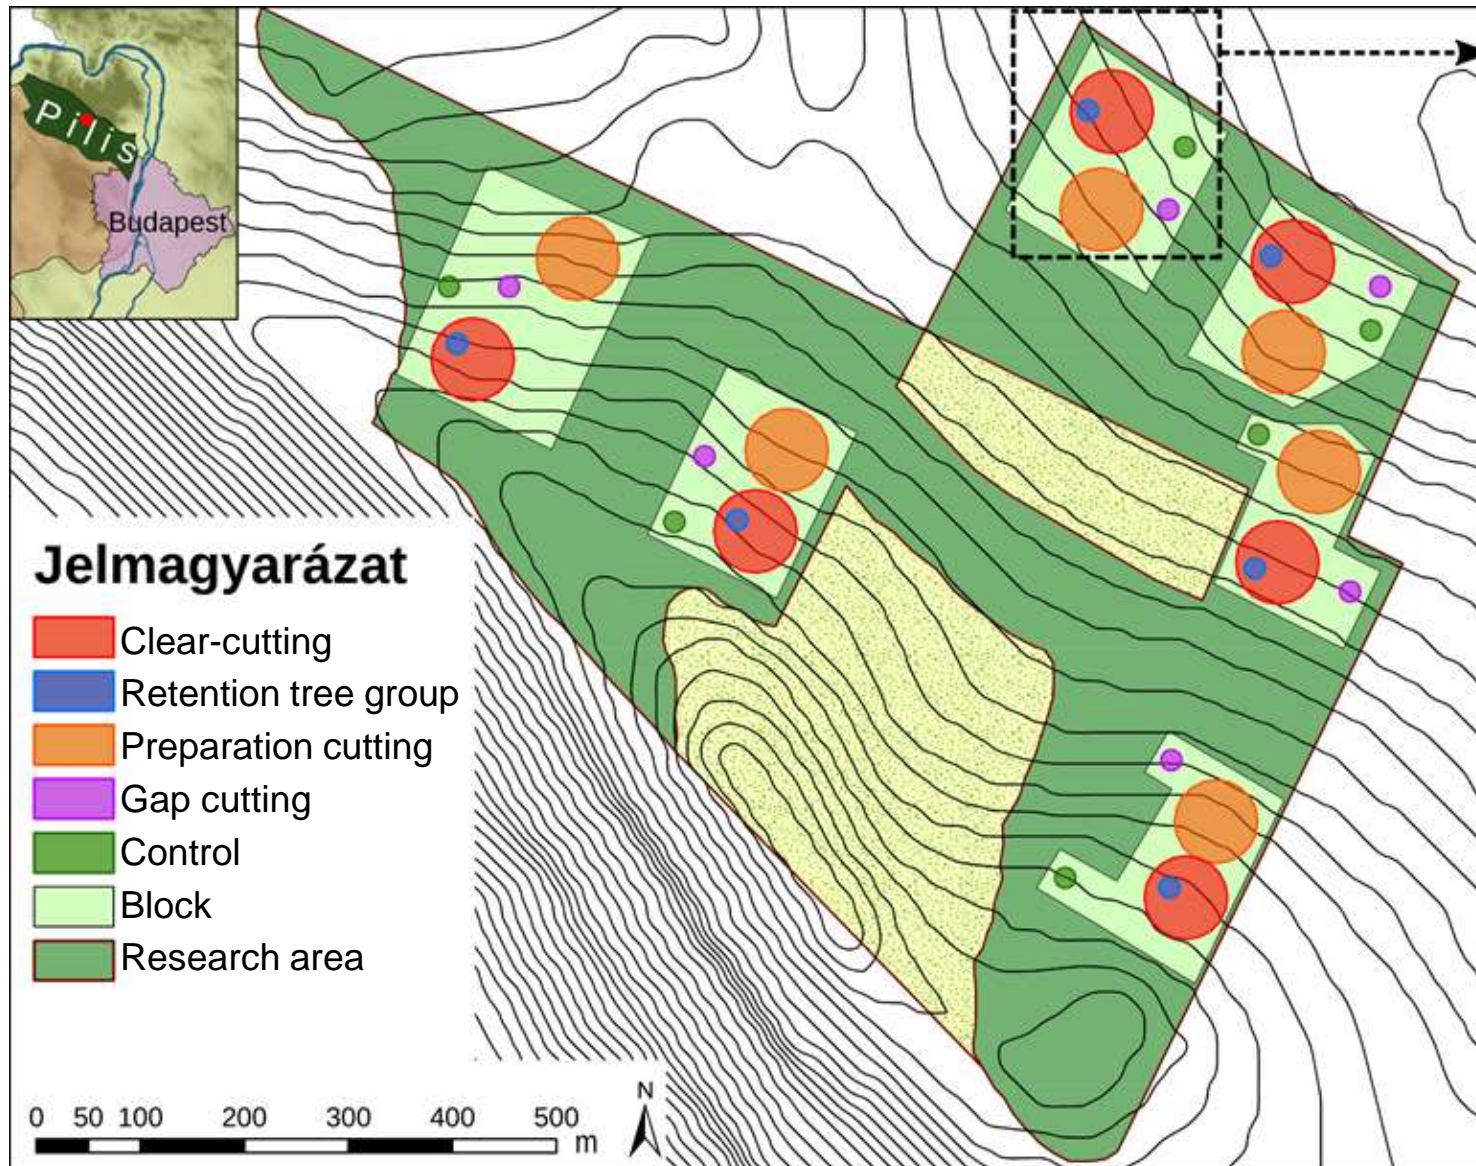 Pilis
Budapest
Jelmagyarázat
Clear-cutting
Retention tree group
Preparation cutting
Gap cutting
Control
Block
Research area
0 50 100 200 300 400 500
m
N